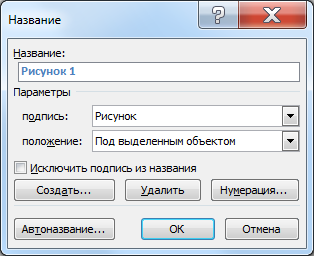 Название
Название:
Рисунок 1
Параметры
подпись: Рисунок
положение: Под выделенным объектом
Исключить подпись из названия
Создать... Удалить Нумерация...
Автоназвание... ОК Отмена